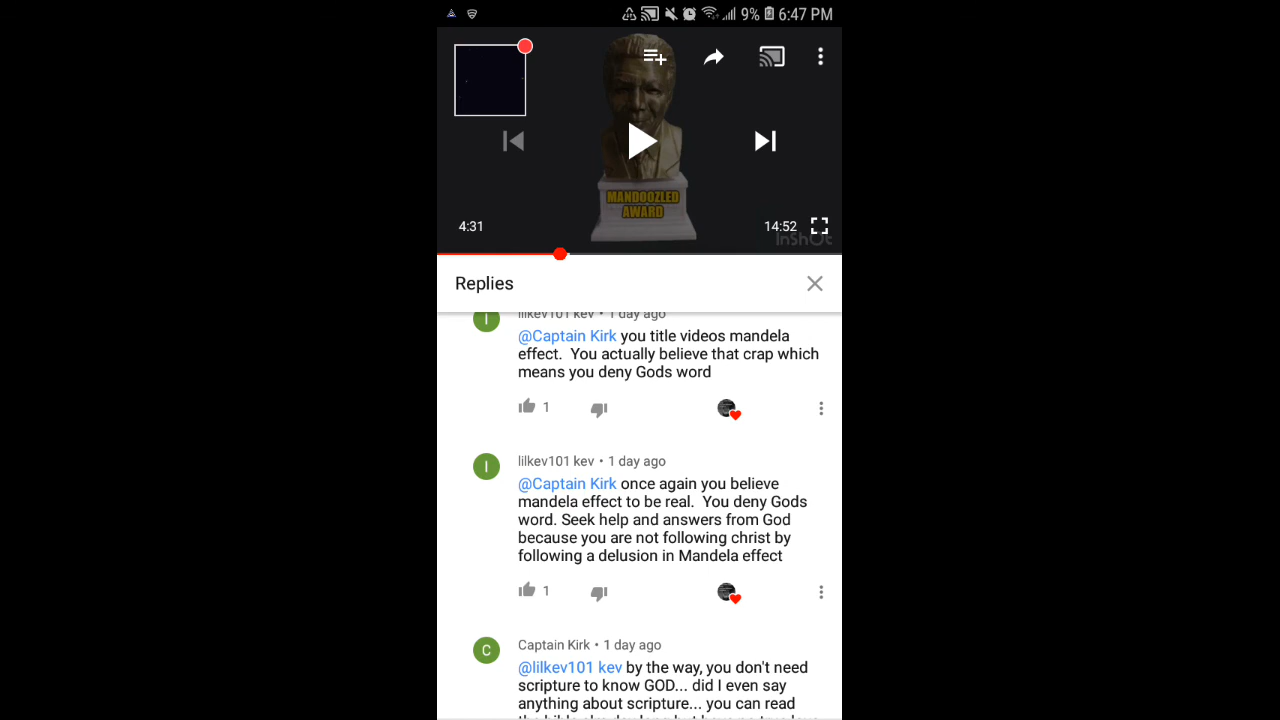 9% 6:47 PM
MANDOOZLED
AWARD
4:31
14:52
InShOt
Replies
lilkev101 kev • 1 day ago
@Captain Kirk you title videos mandela
effect.  You actually believe that crap which
means you deny Gods word
1
lilkev101 kev • 1 day ago
@Captain Kirk once again you believe
mandela effect to be real.  You deny Gods
word. Seek help and answers from God
because you are not following christ by
following a delusion in Mandela effect
1
C
Captain Kirk • 1 day ago
@lilkev101 kev by the way, you don't need
scripture to know GOD... did I even say
anything about scripture... you can read